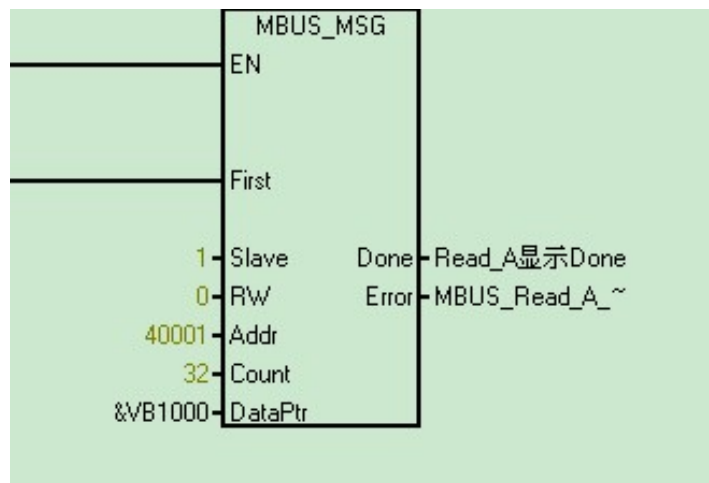 MBUS_MSG
EN
First
1 Slave Done Read_A显示Done
0 RW Error MBUS_Read_A_~
40001 Addr
32 Count
&VB1000 DataPtr